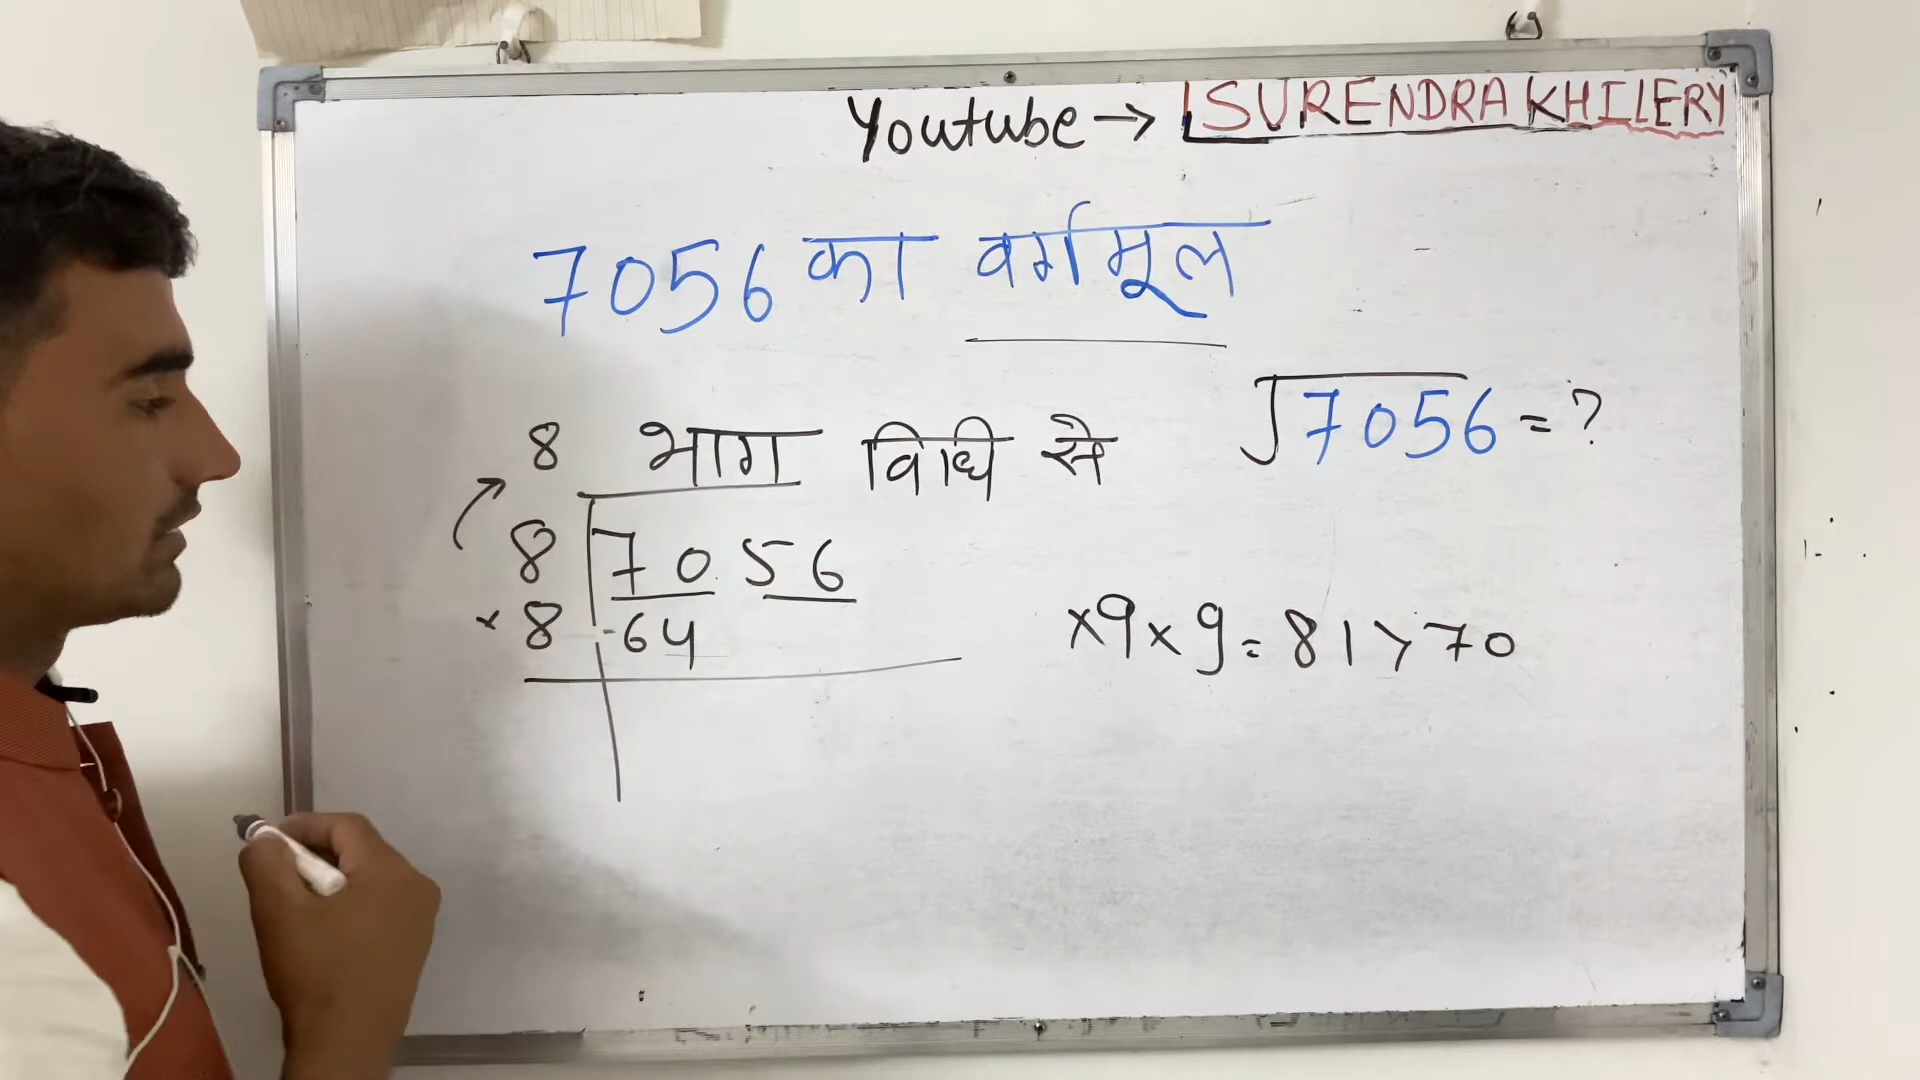 Youtube → SURENDRA KHILERY
7056 का वर्गमूल
√7056 = ?
8 भाग विधि से
8 70 56
× 8 -64
×9×9=81>70